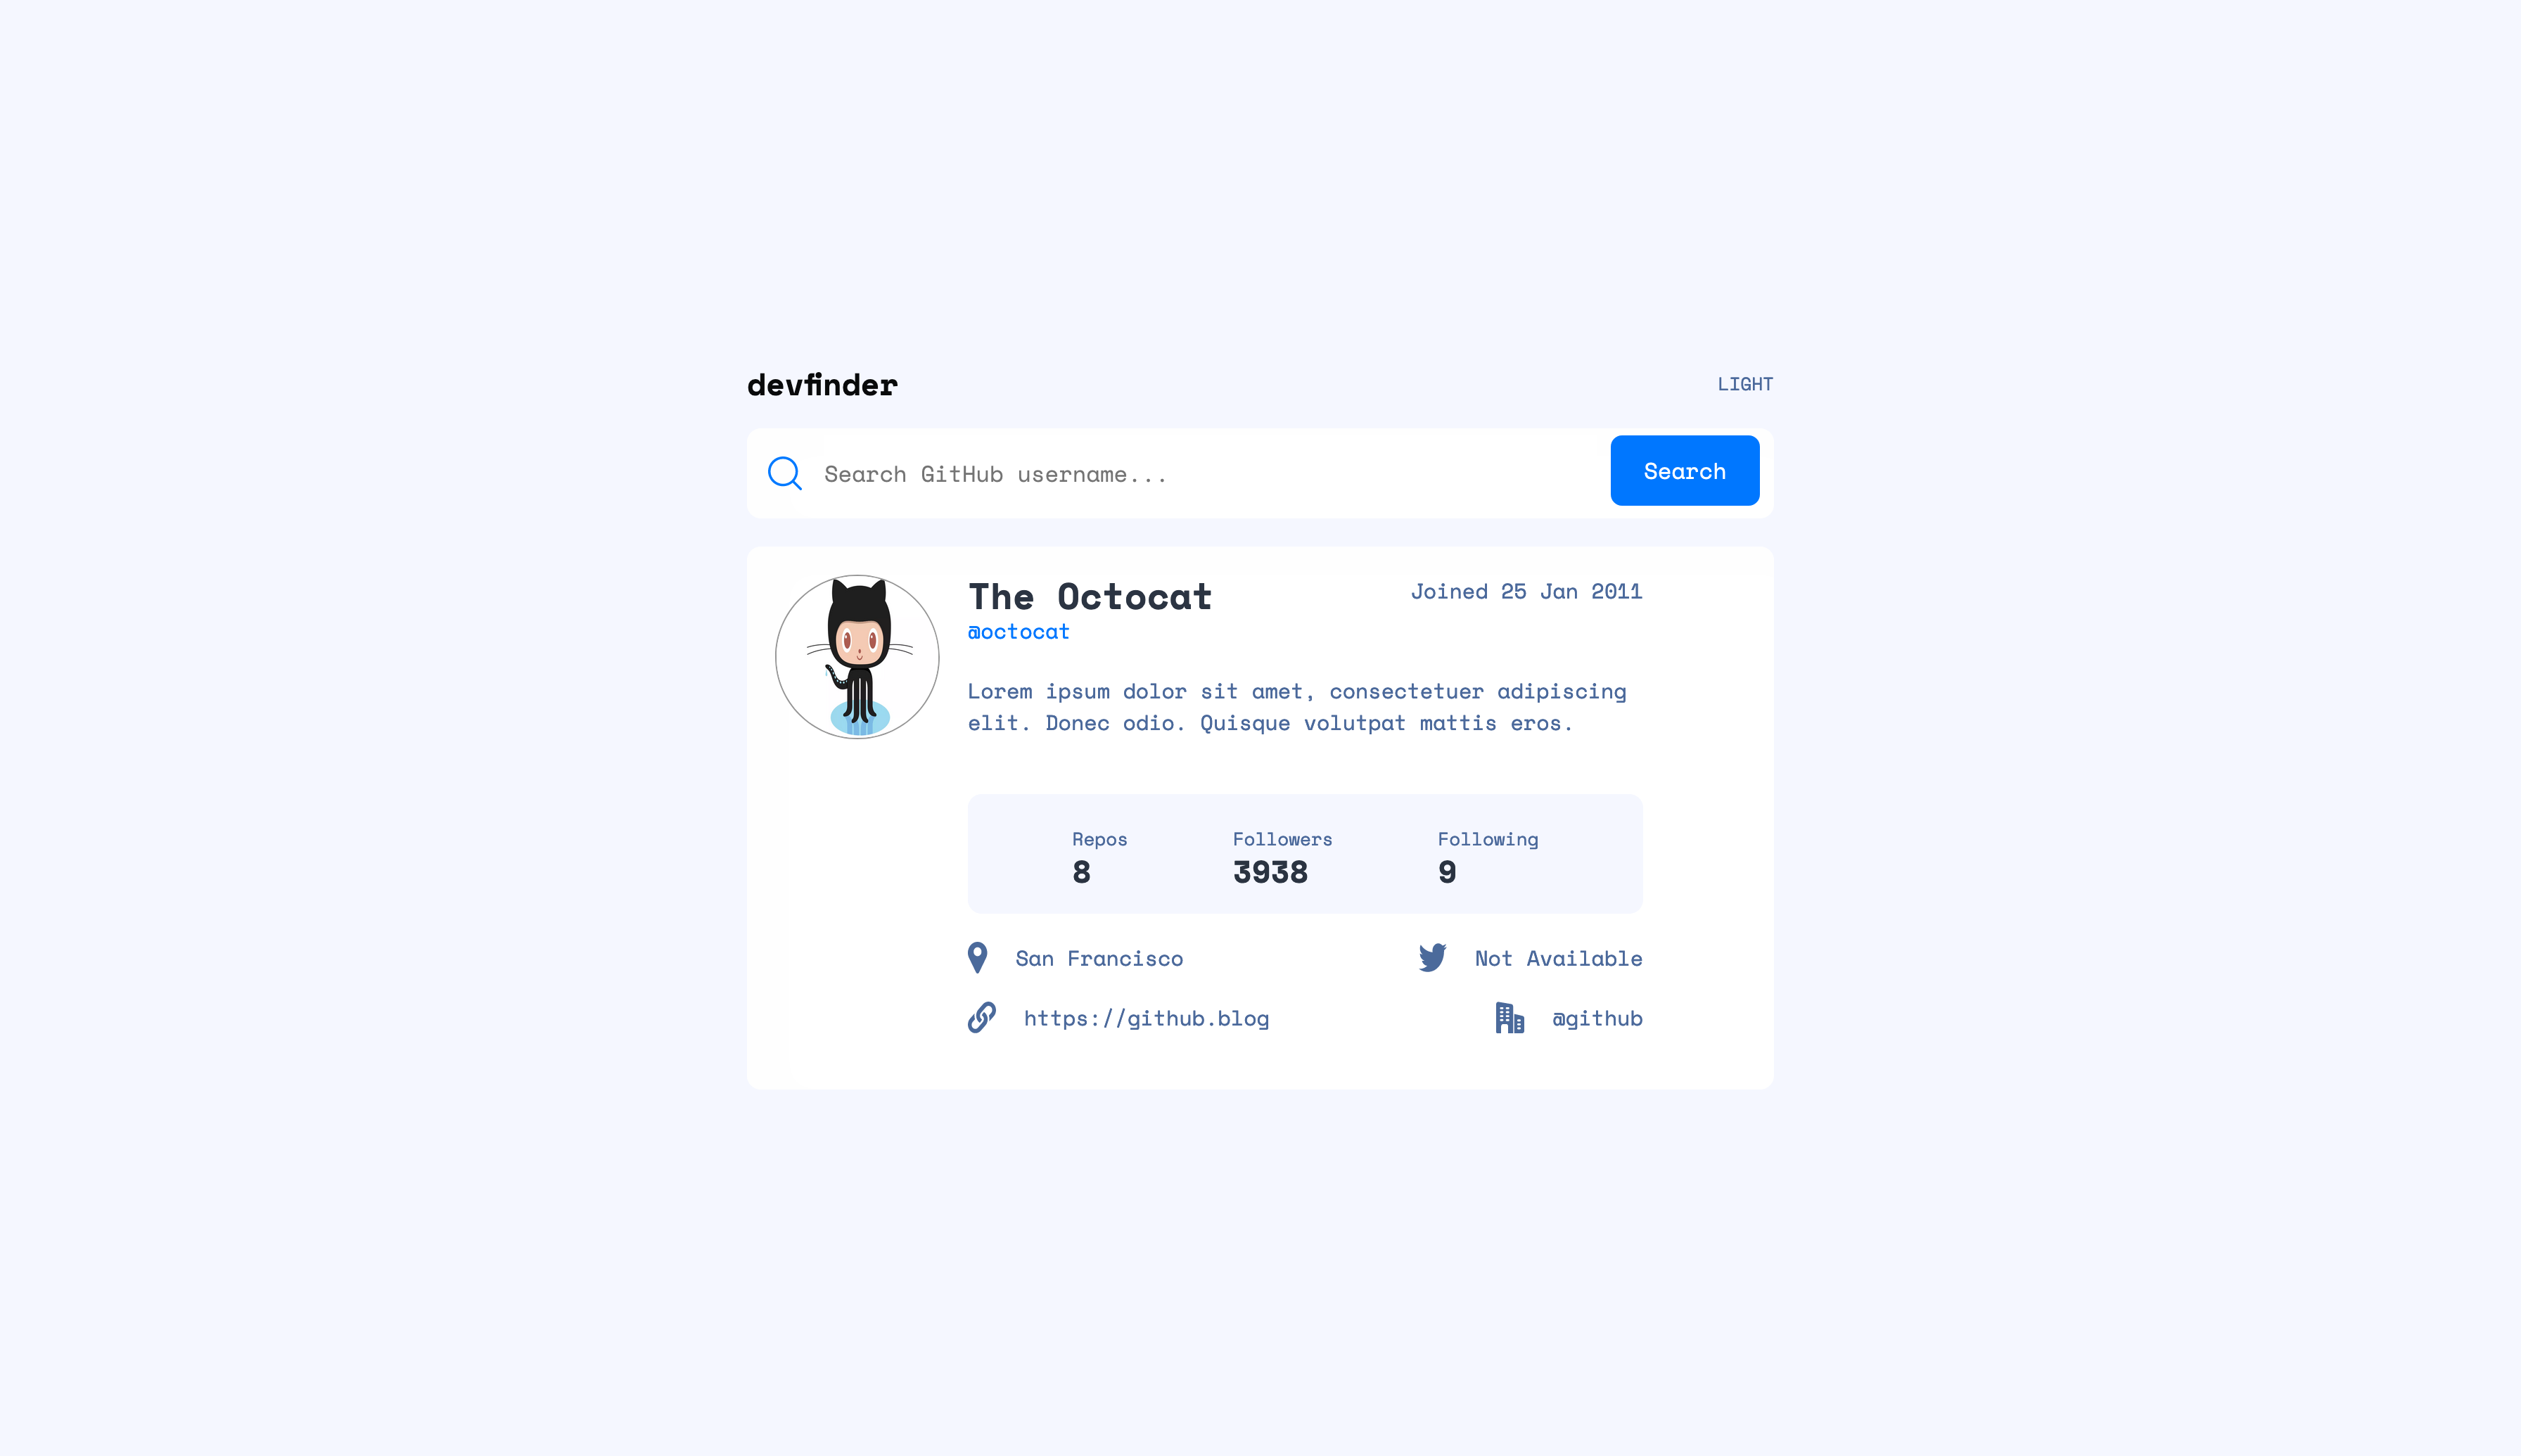 devfinder
LIGHT
Search GitHub username...
Search
The Octocat
Joined 25 Jan 2011
@octocat
Lorem ipsum dolor sit amet, consectetuer adipiscing
elit. Donec odio. Quisque volutpat mattis eros.
Repos
Followers
Following
8
3938
9
San Francisco
Not Available
https://github.blog
@github